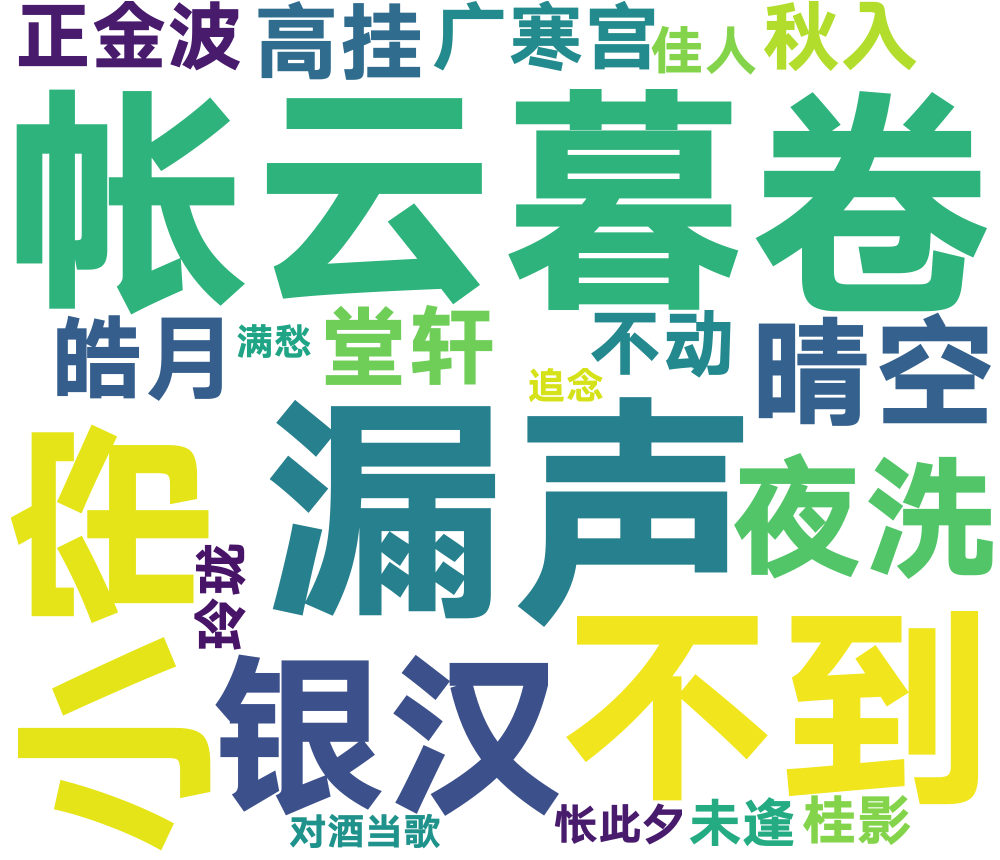 正金波
高挂
广寒宫
佳人
秋入
帐云暮卷
皓月
满愁
堂轩
不动
追念
晴空
小帘
漏声
夜洗
玲珑
银汉
不到
对酒当歌
怅此夕
未逢
桂影